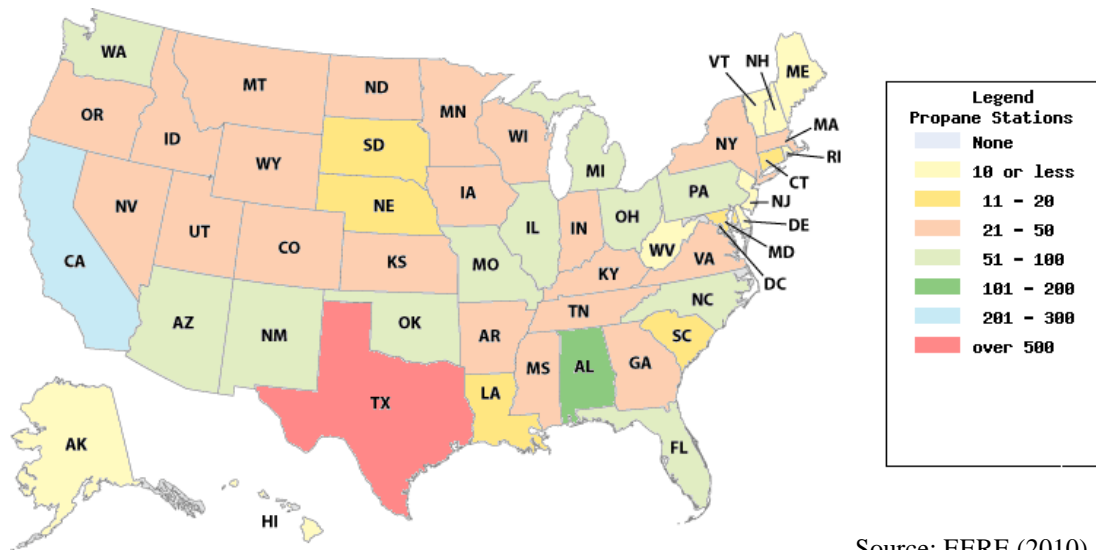 WA
MT
ND
MN
VT
NH
ME
OR
ID
WY
SD
WI
NY
MA
RI
CT
NJ
DE
MD
DC
MI
PA
IA
NE
NV
UT
CO
CA
KS
MO
IL
IN
OH
WV
VA
KY
NC
TN
AZ
NM
OK
AR
SC
MS
AL
GA
LA
TX
FL
AK
HI
Legend
Propane Stations
None
10 or less
11 - 20
21 - 50
51 - 100
101 - 200
201 - 300
over 500
Source: EERE (2010)